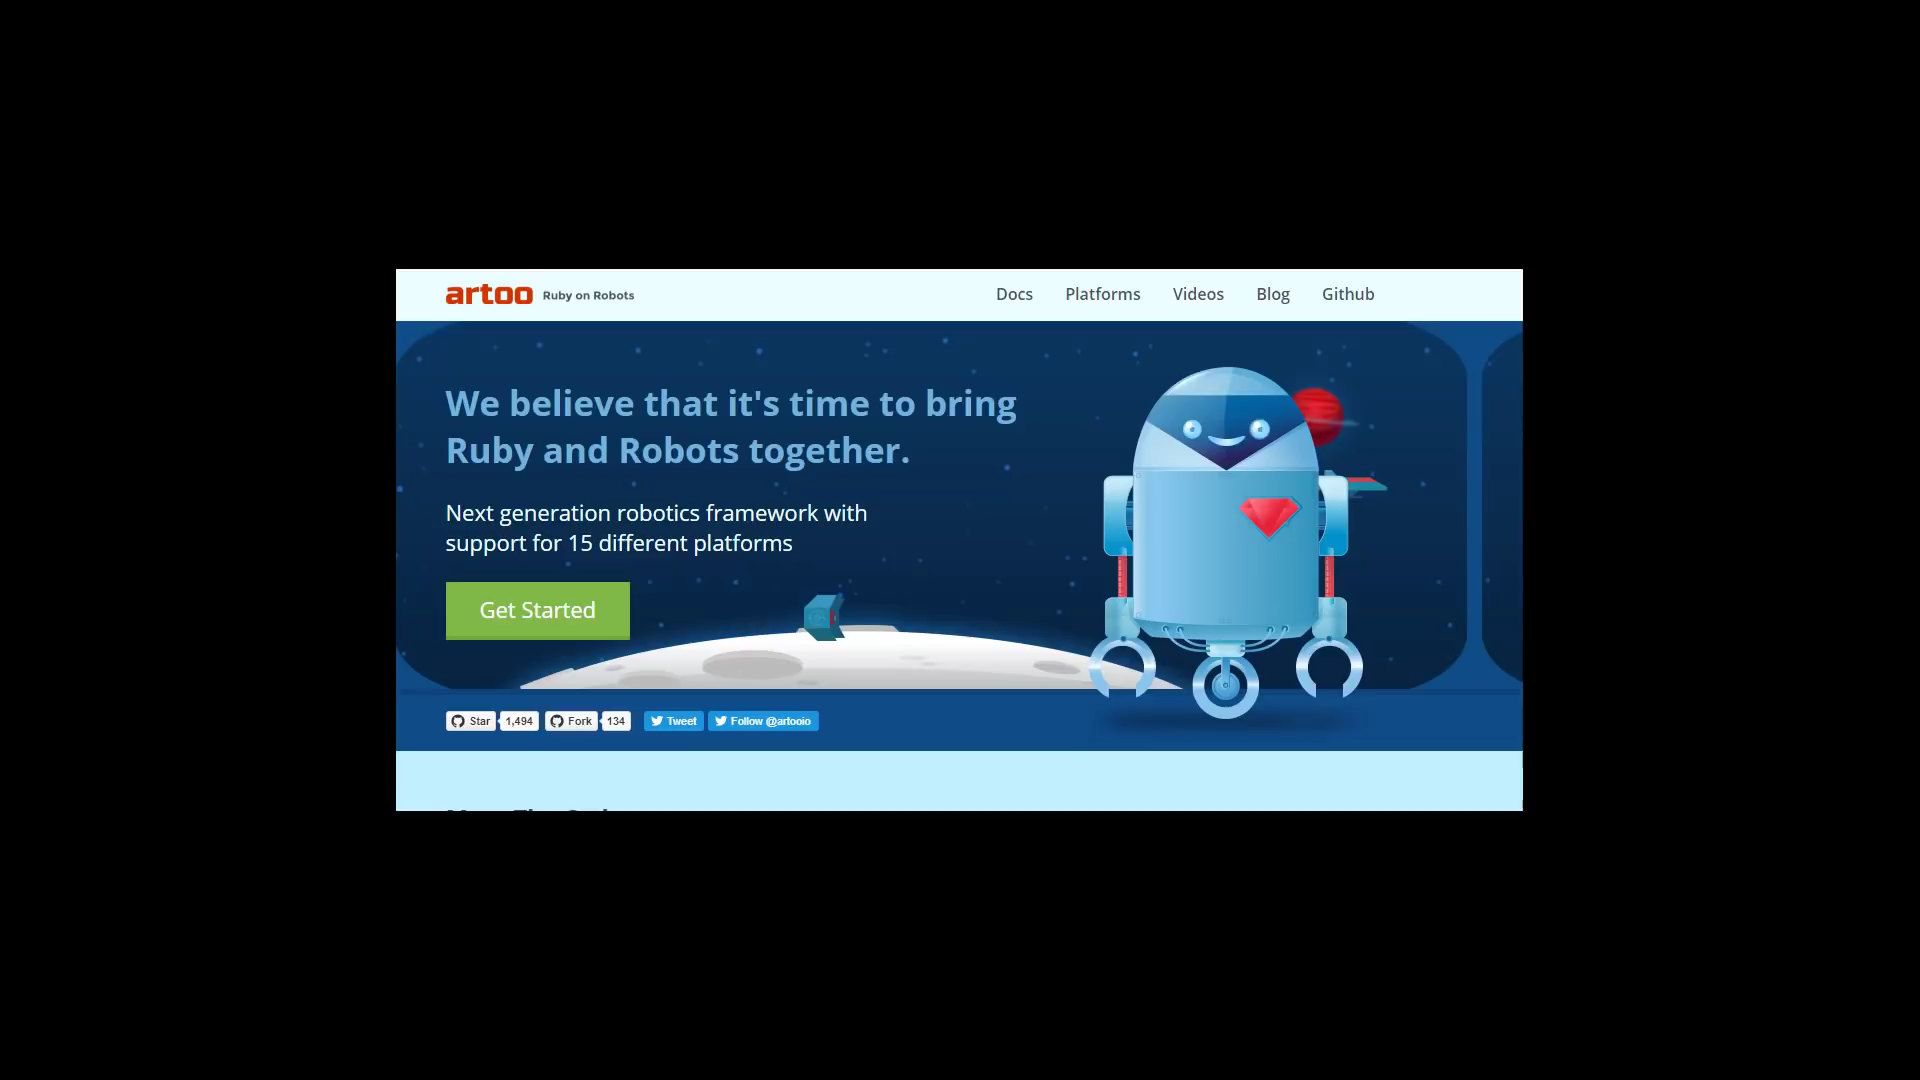 artoo Ruby on Robots
Docs Platforms Videos Blog Github
We believe that it's time to bring
Ruby and Robots together.
Next generation robotics framework with
support for 15 different platforms
Get Started
Star 1,494 Fork 134 Tweet Follow @artooio